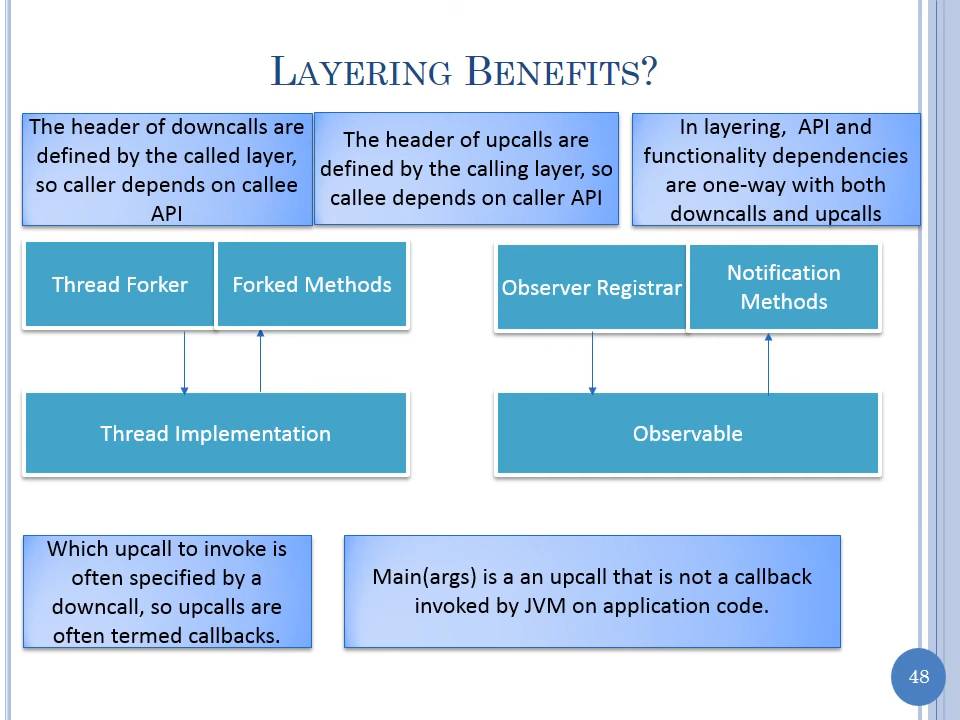 LAYERING BENEFITS?
The header of downcalls are
defined by the called layer,
so caller depends on callee
API
The header of upcalls are
defined by the calling layer, so
callee depends on caller API
In layering, API and
functionality dependencies
are one-way with both
downcalls and upcalls
Thread Forker
Forked Methods
Observer Registrar
Notification
Methods
Thread Implementation
Observable
Which upcall to invoke is
often specified by a
downcall, so upcalls are
often termed callbacks.
Main(args) is a an upcall that is not a callback
invoked by JVM on application code.
48